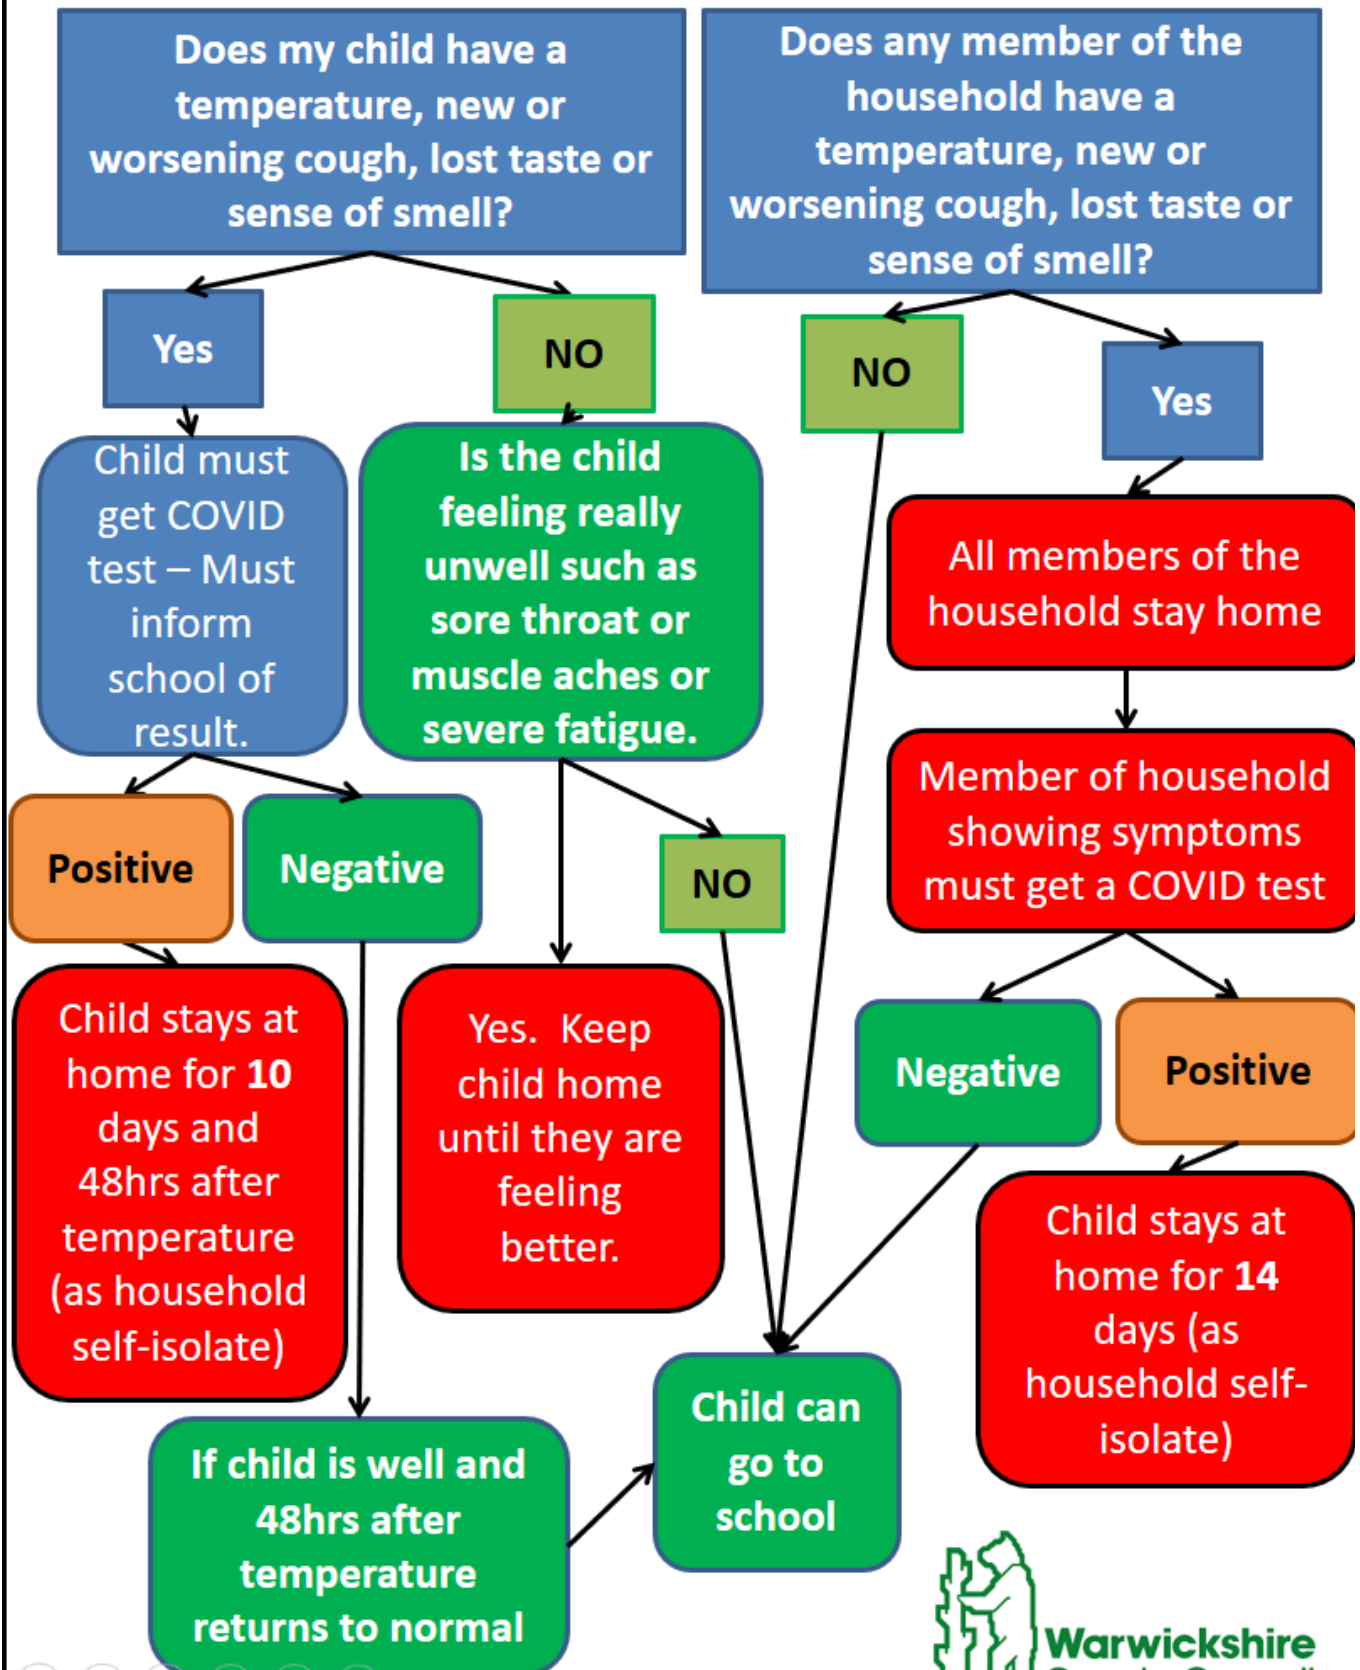 Does my child have a
temperature, new or
worsening cough, lost taste or
sense of smell?
Does any member of the
household have a
temperature, new or
worsening cough, lost taste or
sense of smell?
Yes
NO
NO
Yes
Child must
get COVID
test – Must
inform
school of
result.
Is the child
feeling really
unwell such as
sore throat or
muscle aches or
severe fatigue.
All members of the
household stay home
Member of household
showing symptoms
must get a COVID test
Positive
Negative
NO
Negative
Positive
Child stays at
home for 10
days and
48hrs after
temperature
(as household
self-isolate)
Yes. Keep
child home
until they are
feeling
better.
Child stays at
home for 14
days (as
household self-
isolate)
If child is well and
48hrs after
temperature
returns to normal
Child can
go to
school
Warwickshire